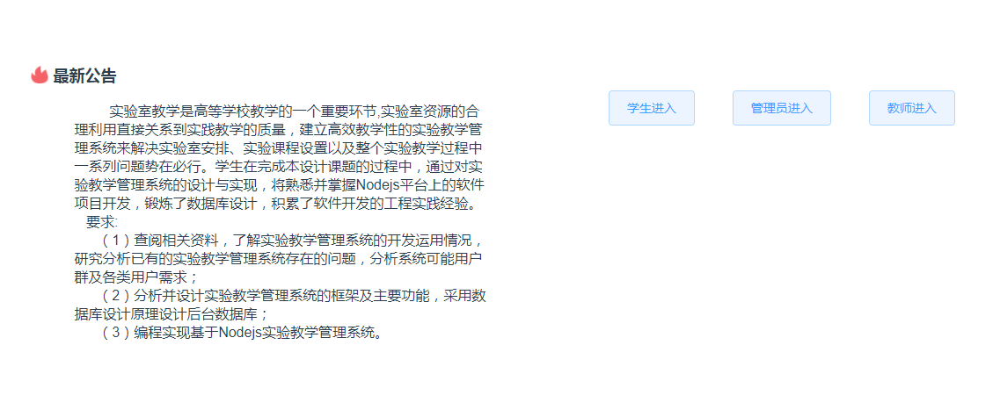 最新公告
实验室教学是高等学校教学的一个重要环节,实验室资源的合
理利用直接关系到实践教学的质量，建立高效教学性的实验教学管
理系统来解决实验室安排、实验课程设置以及整个实验教学过程中
一系列问题势在必行。学生在完成本设计课题的过程中，通过对实
验教学管理系统的设计与实现，将熟悉并掌握Nodejs平台上的软件
项目开发，锻炼了数据库设计，积累了软件开发的工程实践经验。
要求:
（1）查阅相关资料，了解实验教学管理系统的开发运用情况，
研究分析已有的实验教学管理系统存在的问题，分析系统可能用户
群及各类用户需求；
（2）分析并设计实验教学管理系统的框架及主要功能，采用数
据库设计原理设计后台数据库；
（3）编程实现基于Nodejs实验教学管理系统。
学生进入
管理员进入
教师进入